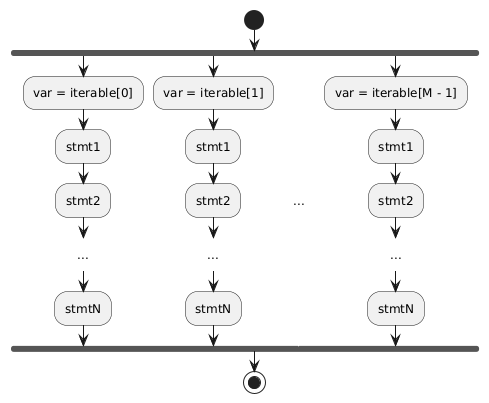 var = iterable[0]
var = iterable[1]
var = iterable[M - 1]
stmt1
stmt1
stmt1
stmt2
stmt2
...
stmt2
...
...
...
stmtN
stmtN
stmtN